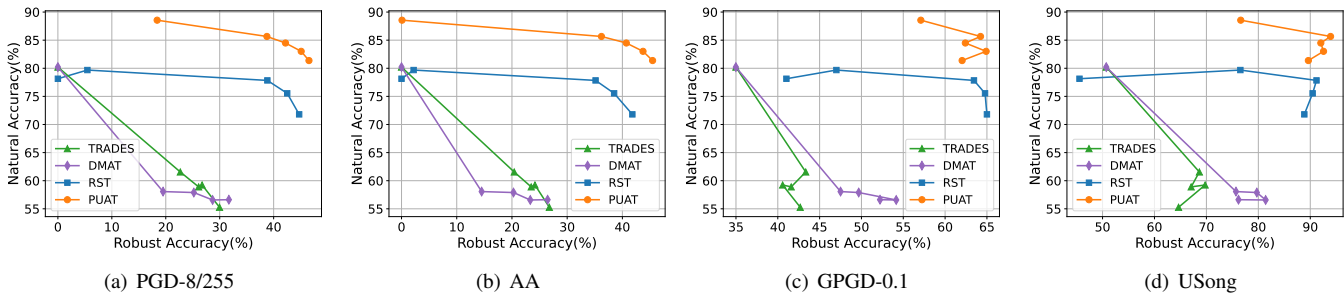 90
85
80
75
70
65
60
55
Natural Accuracy(%)
TRADES
DMAT
RST
PUAT
0 10 20 30 40
Robust Accuracy(%)
(a) PGD-8/255
90
85
80
75
70
65
60
55
Natural Accuracy(%)
TRADES
DMAT
RST
PUAT
0 10 20 30 40
Robust Accuracy(%)
(b) AA
90
85
80
75
70
65
60
55
Natural Accuracy(%)
TRADES
DMAT
RST
PUAT
35 40 45 50 55 60 65
Robust Accuracy(%)
(c) GPGD-0.1
90
85
80
75
70
65
60
55
Natural Accuracy(%)
TRADES
DMAT
RST
PUAT
50 60 70 80 90
Robust Accuracy(%)
(d) USong